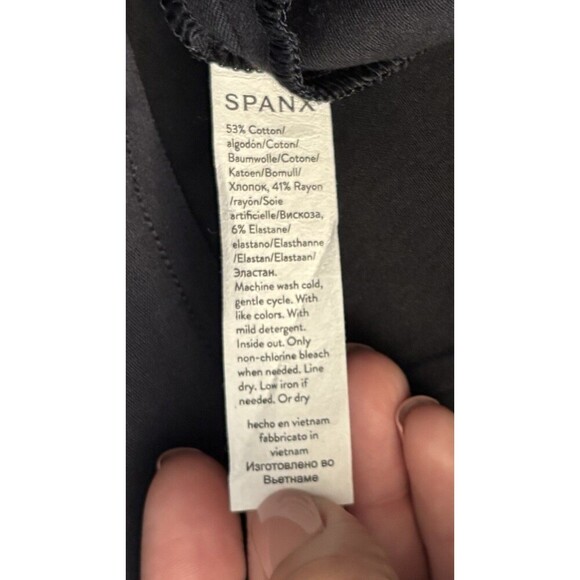 SPANX
53% Cotton/
algodón/Coton/
Baumwolle/Cotone/
Katoen/Bomull/
Хлопок, 41% Rayon
/rayón/Soie
artificielle/Вискоза,
6% Elastane/
elastano/Elasthanne
/Elastan/Elastaan/
Эластан.
Machine wash cold,
gentle cycle. With
like colors. With
mild detergent.
Inside out. Only
non-chlorine bleach
when needed. Line
dry. Low iron if
needed. Or dry
hecho en vietnam
fabbricato in
vietnam
Изготовлено во
Вьетнаме